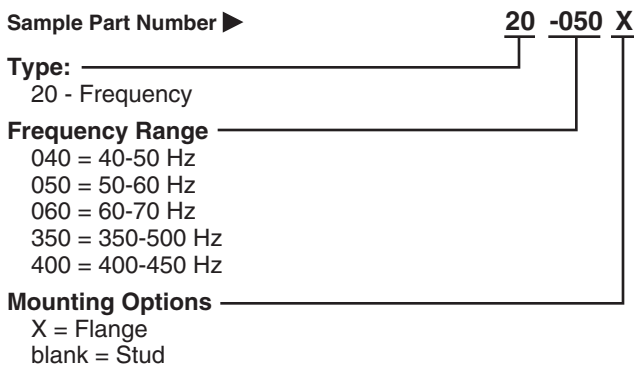 Sample Part Number ▶ 20 -050 X
Type:
20 - Frequency
Frequency Range
040 = 40-50 Hz
050 = 50-60 Hz
060 = 60-70 Hz
350 = 350-500 Hz
400 = 400-450 Hz
Mounting Options
X = Flange
blank = Stud